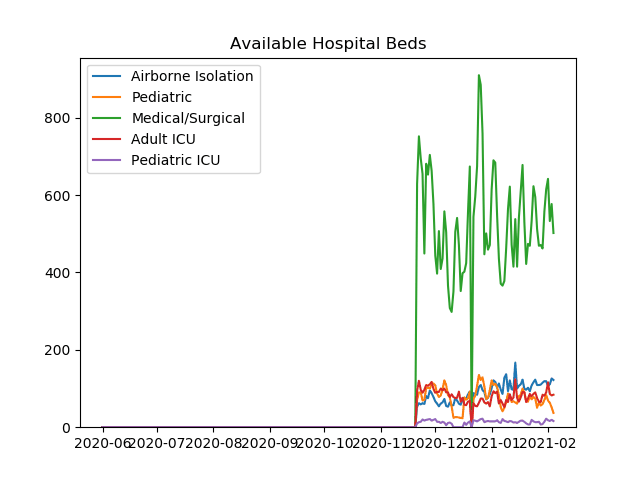 Available Hospital Beds
Airborne Isolation
Pediatric
Medical/Surgical
Adult ICU
Pediatric ICU
800
600
400
200
0
2020-06 2020-07 2020-08 2020-09 2020-10 2020-11 2020-12 2021-01 2021-02